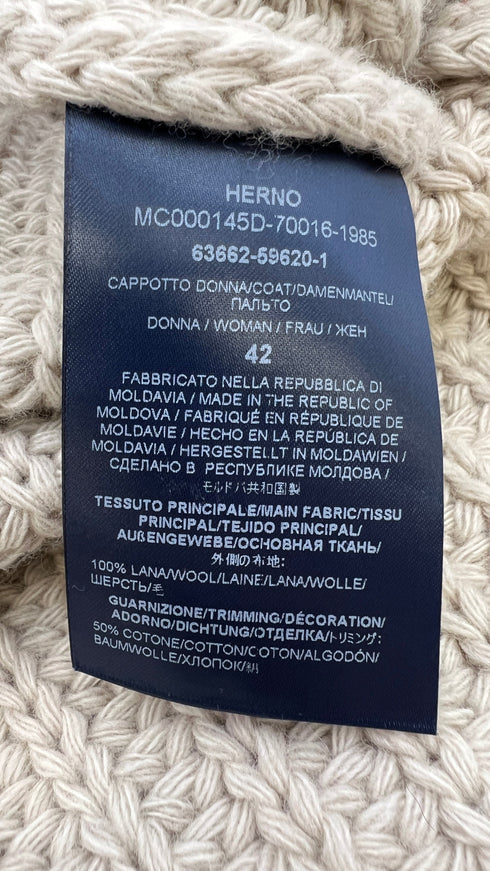 HERNO
MC000145D-70016-1985
63662-59620-1
CAPPOTTO DONNA/COAT/DAMENMANTEL/
ПАЛЬТО
DONNA / WOMAN / FRAU / ЖЕН
42
FABBRICATO NELLA REPUBBLICA DI
MOLDAVIA / MADE IN THE REPUBLIC OF
MOLDOVA / FABRIQUÉ EN RÉPUBLIQUE DE
MOLDAVIE / HECHO EN LA REPÚBLICA DE
MOLDAVIA / HERGESTELLT IN MOLDAWIEN /
СДЕЛАНО В РЕСПУБЛИКЕ МОЛДОВА /
モルドバ共和国製
TESSUTO PRINCIPALE/MAIN FABRIC/TISSU
PRINCIPAL/TEJIDO PRINCIPAL/
AUßENGEWEBE/ОСНОВНАЯ ТКАНЬ/
外側の布地:
100% LANA/WOOL/LAINE/LANA/WOLLE/
ШЕРСТЬ/毛
GUARNIZIONE/TRIMMING/DÉCORATION/
ADORNO/DICHTUNG/ОТДЕЛКА/トリミング:
50% COTONE/COTTON/COTON/ALGODÓN/
BAUMWOLLE/ХЛОПОК/綿